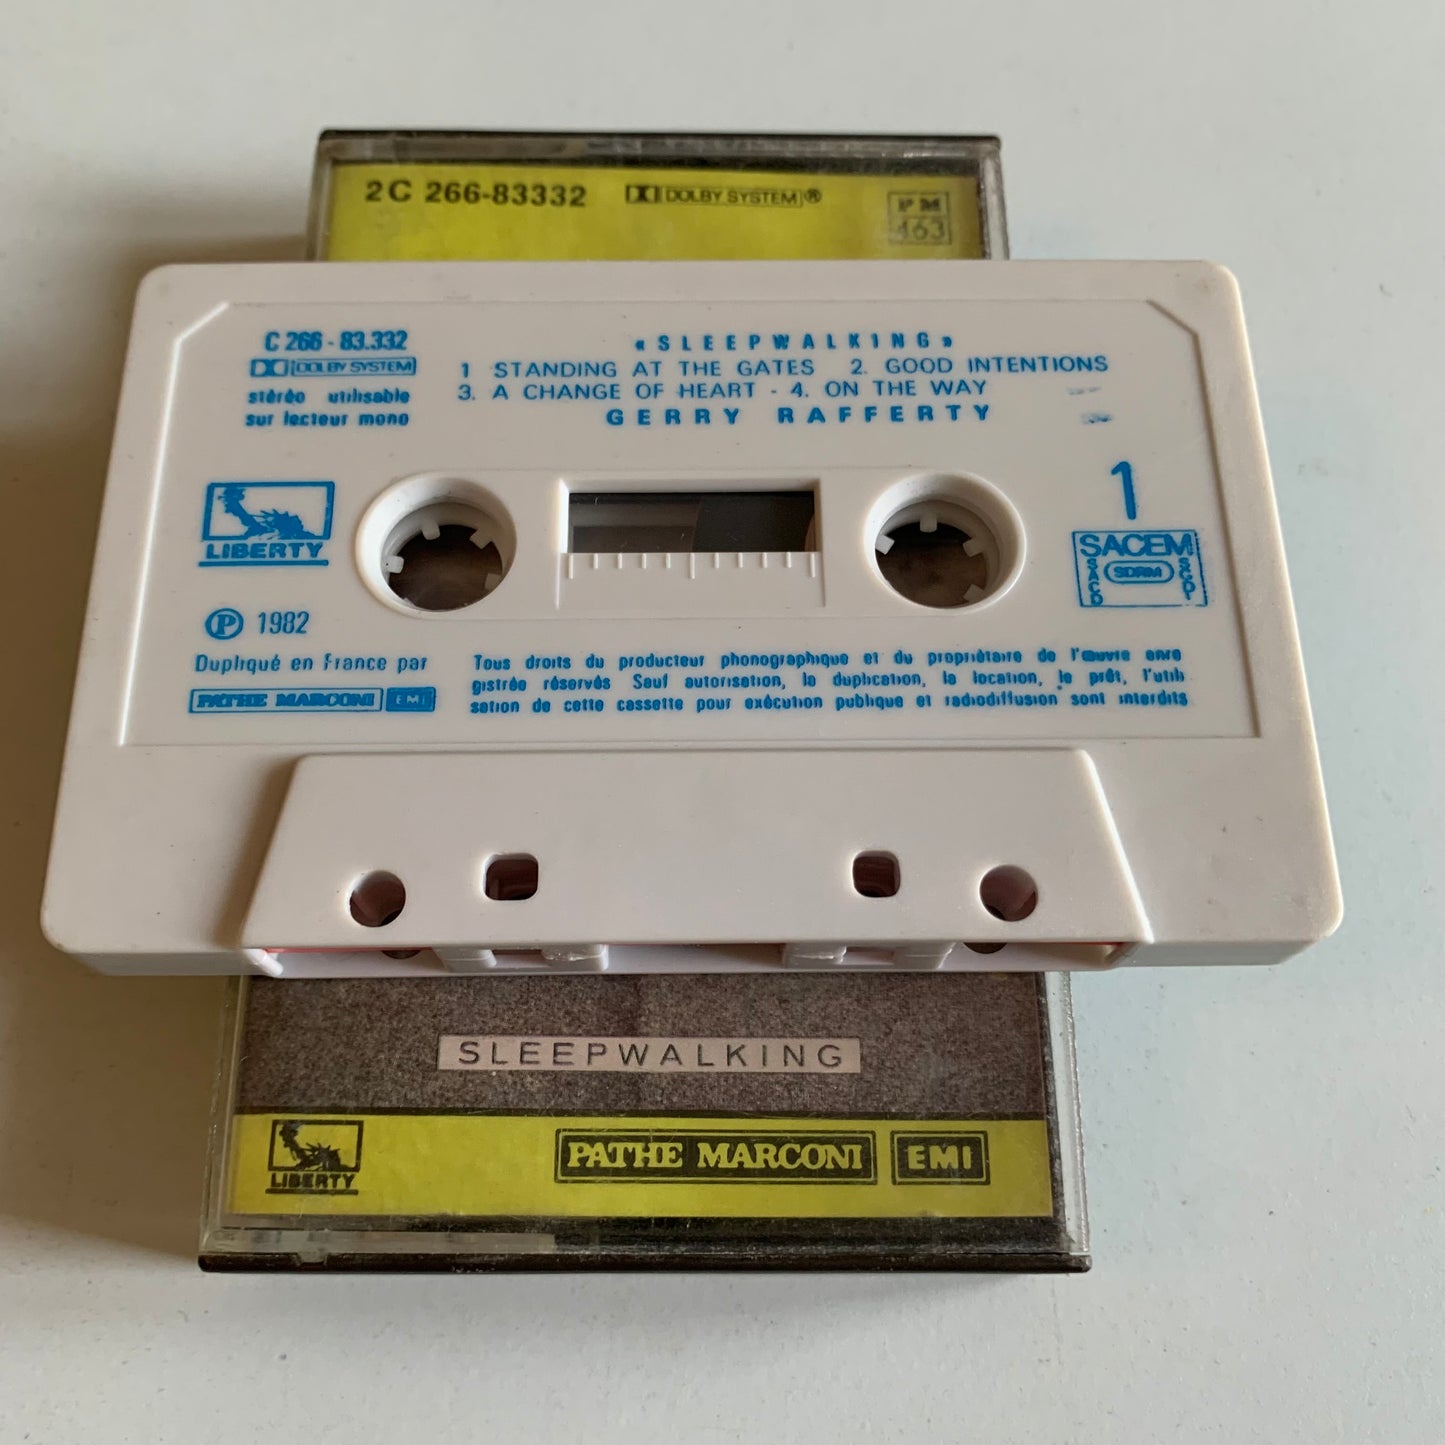 2C 266-83332 DOLBY SYSTEM®
PM
463
C 266 - 83.332
DOLBY SYSTEM
stéréo utilisable
sur lecteur mono
«SLEEPWALKING»
1 STANDING AT THE GATES 2. GOOD INTENTIONS
3. A CHANGE OF HEART - 4. ON THE WAY
GERRY RAFFERTY
LIBERTY
1
SACEM
SACD SDRM SGDL
℗ 1982
Dupliqué en France par
PATHE MARCONI EMI
Tous droits du producteur phonographique et du propriétaire de l'œuvre enre
gistrée réservés Sauf autorisation, la duplication, la location, le prêt, l'utili
sation de cette cassette pour exécution publique et radiodiffusion sont interdits
SLEEPWALKING
LIBERTY
PATHE MARCONI EMI